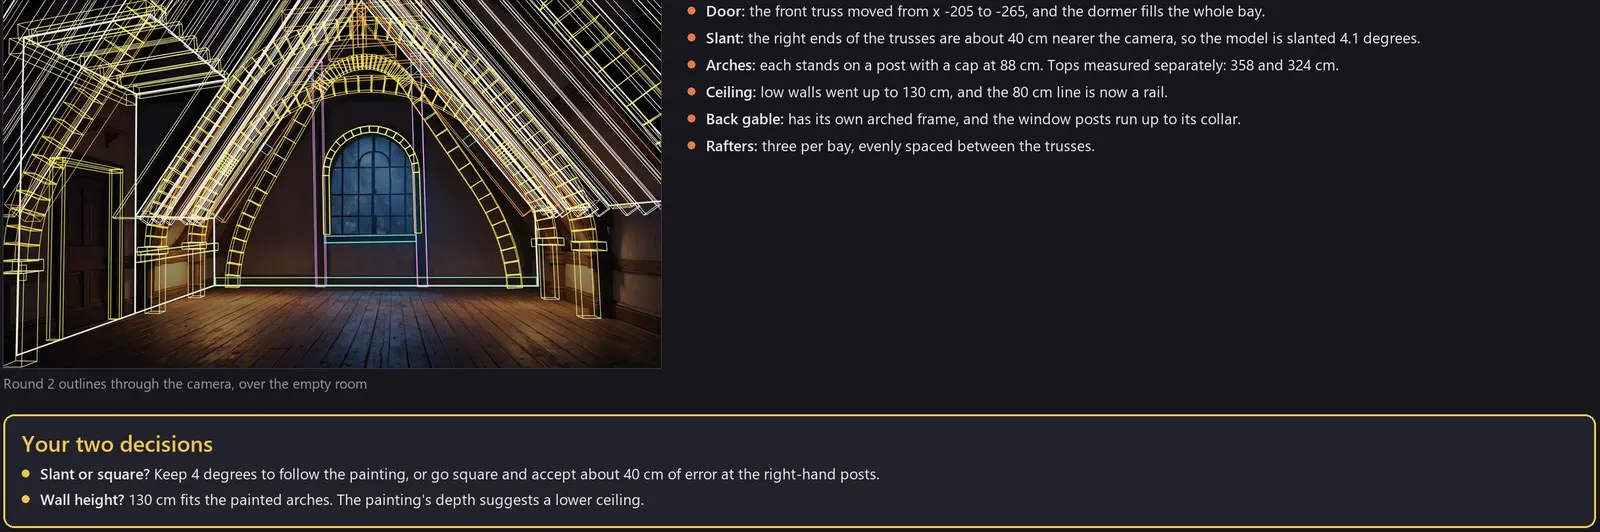 Door: the front truss moved from x -205 to -265, and the dormer fills the whole bay.
Slant: the right ends of the trusses are about 40 cm nearer the camera, so the model is slanted 4.1 degrees.
Arches: each stands on a post with a cap at 88 cm. Tops measured separately: 358 and 324 cm.
Ceiling: low walls went up to 130 cm, and the 80 cm line is now a rail.
Back gable: has its own arched frame, and the window posts run up to its collar.
Rafters: three per bay, evenly spaced between the trusses.
Round 2 outlines through the camera, over the empty room
Your two decisions
Slant or square? Keep 4 degrees to follow the painting, or go square and accept about 40 cm of error at the right-hand posts.
Wall height? 130 cm fits the painted arches. The painting's depth suggests a lower ceiling.